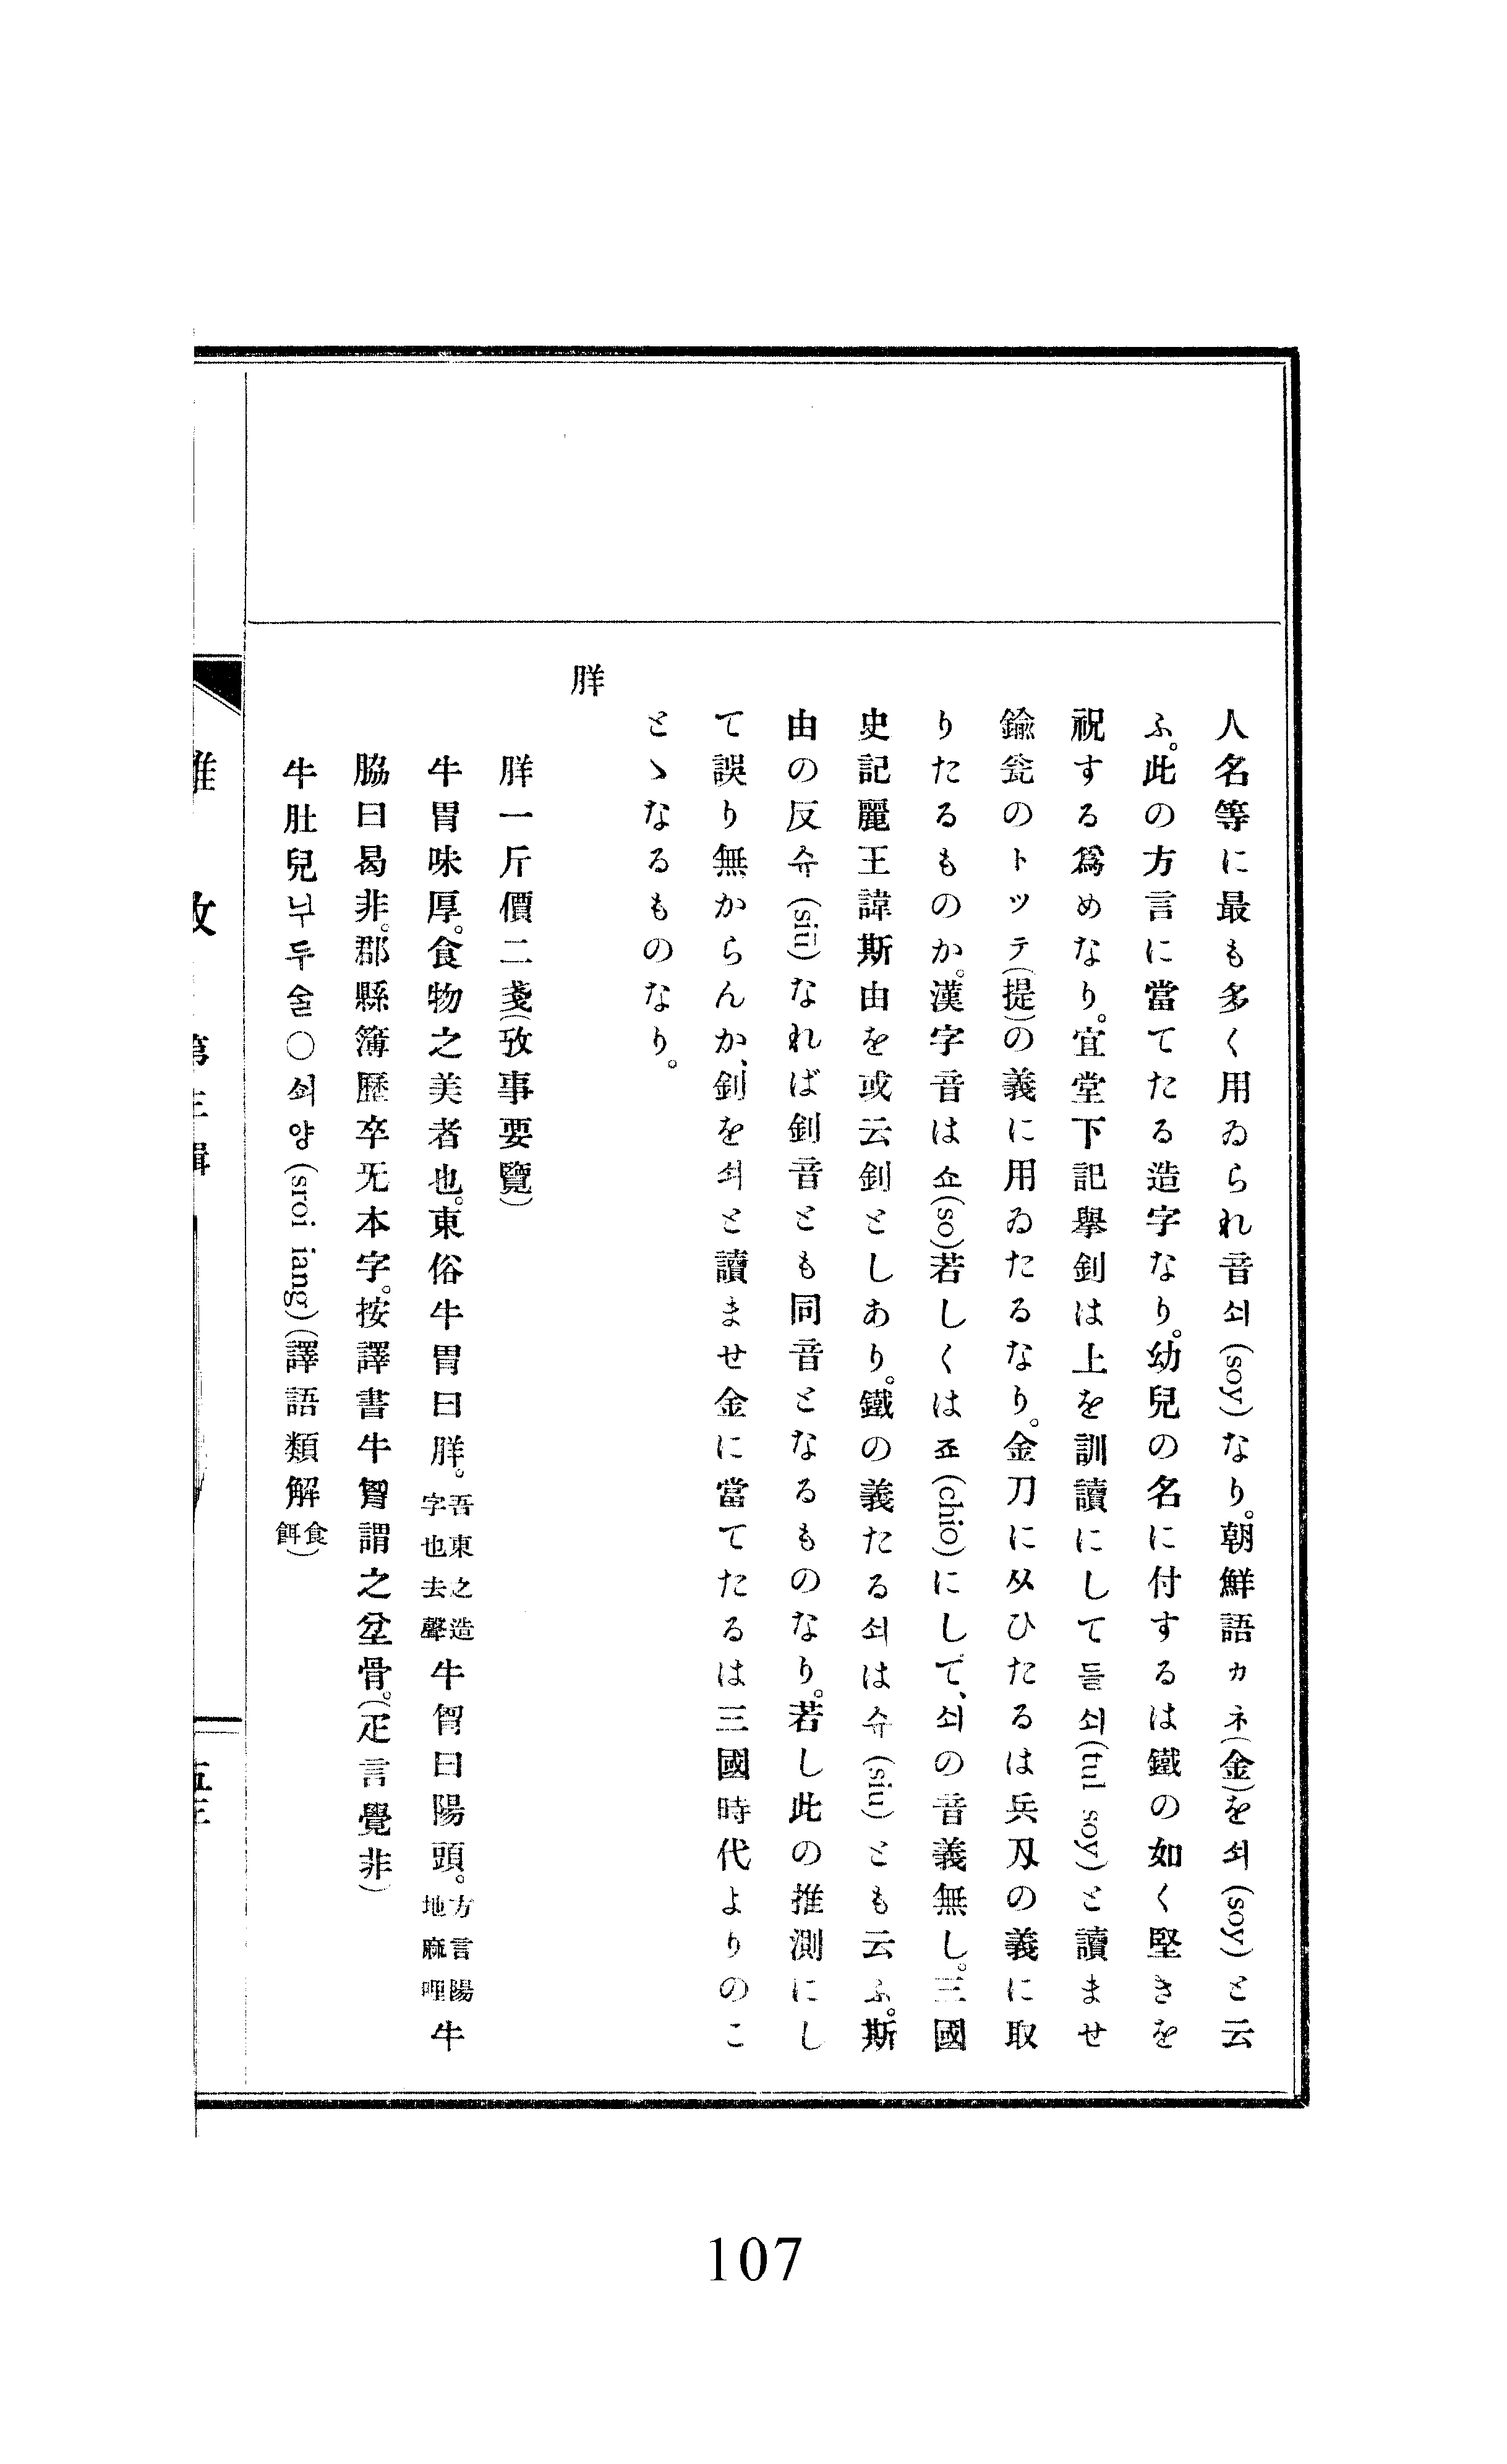 人名等に最も多く用ゐられ音쇠(soy)なり。朝鮮語カネ(金)を쇠(soy)と云
ふ。此の方言に當てたる造字なり。幼兒の名に付するは鐵の如く堅きを
祝する爲めなり。宜堂下記擧釗は上を訓讀にして들쇠(tul soy)と讀ませ
鍮瓮のトッテ(提)の義に用ゐたるなり。金刀に从ひたるは兵刄の義に取
りたるものか。漢字音は쇼(so)若しくは죠(chio)にして、쇠の音義無し。三國
史記麗王諱斯由を或云釗としあり。鐵の義たる쇠は슈(siu)とも云ふ。斯
由の反슈(siu)なれば釗音とも同音となるものなり。若し此の推測にし
て誤り無からんか、釗を쇠と讀ませ金に當てたるは三國時代よりのこ
とゝなるものなり。
䍧
䍧一斤價二戔(攷事要覽)
牛胃味厚。食物之美者也。東俗牛胃曰䍧。吾東之造字也去聲牛胷曰陽頭。方言陽地麻哩牛
脇曰曷非。郡縣簿歷卒无本字。按譯書牛胷謂之坌骨。(疋言覺非)
牛肚兒뉴두슬〇쇠양(sroi iang)(譯語類解食餌)
雜攷 第三輯
五三
107